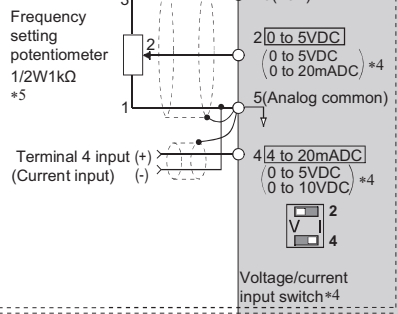 3
Frequency
setting
potentiometer
1/2W1kΩ
*5
2
1
2 0 to 5VDC
(0 to 5VDC
0 to 20mADC) *4
5(Analog common)
Terminal 4 input (+)
(Current input) (-)
4 4 to 20mADC
(0 to 5VDC
0 to 10VDC) *4
2
V I
4
Voltage/current
input switch*4